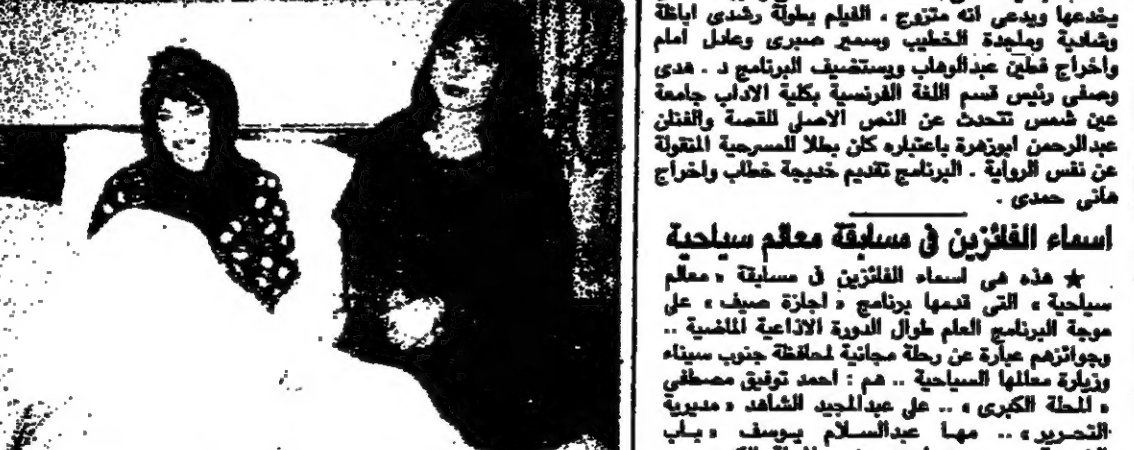 يخدعها ويدعى انه متزوج ، الفيلم بطولة رشدى اباظة
وشادية وماجدة الخطيب وسمير صبرى وعادل امام
واخراج فطين عبدالوهاب ويستضيف البرنامج د . هدى
وصفى رئيس قسم اللغة الفرنسية بكلية الاداب جامعة
عين شمس تتحدث عن النص الاصلى للقصة والفنان
عبدالرحمن ابوزهرة باعتباره كان بطلا للمسرحية المنقولة
عن نفس الرواية . البرنامج تقديم خديجة خطاب واخراج
هانى حمدى .
اسماء الفائزين فى مسابقة معالم سياحية
★ هذه هى اسماء الفائزين فى مسابقة « معالم
سياحية » التى قدمها برنامج « اجازة صيف » على
موجة البرنامج العام طوال الدورة الاذاعية الماضية ..
وجوائزهم عبارة عن رحلة مجانية لمحافظة جنوب سيناء
وزيارة معالمها السياحية .. هم : احمد توفيق مصطفى
« المحلة الكبرى » .. على عبدالمجيد الشاهد « مديرية
التحرير » .. مها عبدالسلام يوسف « باب